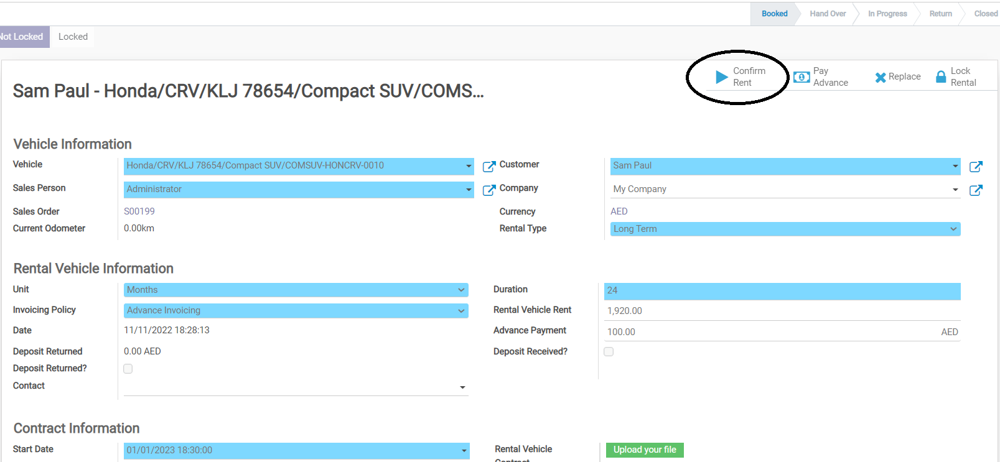 Booked Hand Over In Progress Return Closed
Not Locked Locked
Confirm Rent
Pay Advance
Replace
Lock Rental
Sam Paul - Honda/CRV/KLJ 78654/Compact SUV/COMS...
Vehicle Information
Vehicle Honda/CRV/KLJ 78654/Compact SUV/COMSUV-HONCRV-0010 Customer Sam Paul
Sales Person Administrator Company My Company
Sales Order S00199 Currency AED
Current Odometer 0.00km Rental Type Long Term
Rental Vehicle Information
Unit Months Duration 24
Invoicing Policy Advance Invoicing Rental Vehicle Rent 1,920.00
Date 11/11/2022 18:28:13 Advance Payment 100.00 AED
Deposit Returned 0.00 AED Deposit Received?
Deposit Returned?
Contact
Contract Information
Start Date 01/01/2023 18:30:00 Rental Vehicle Upload your file
Contract